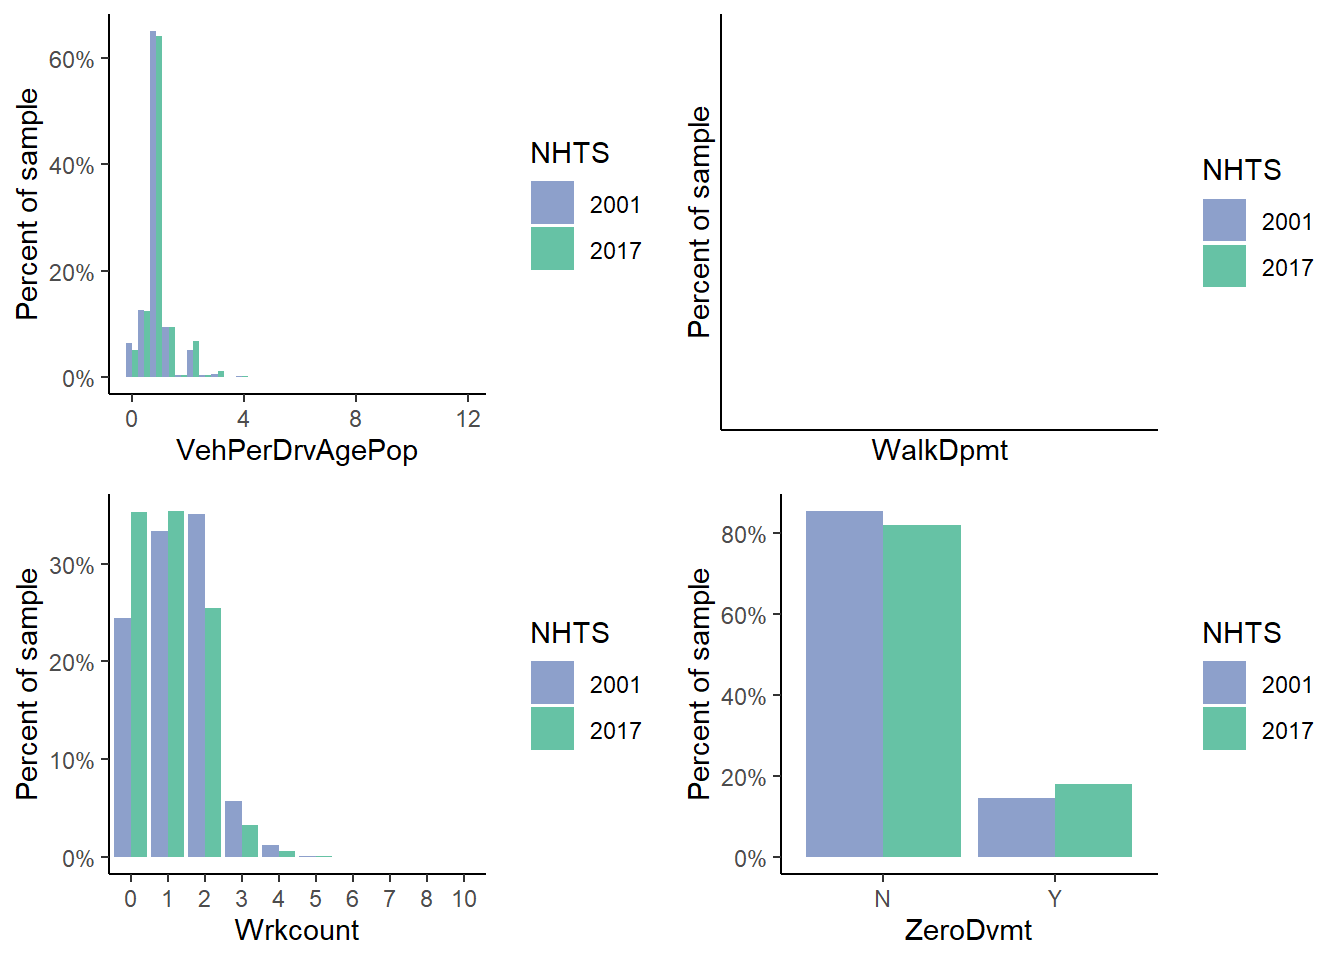 Percent of sample
60%
40%
20%
0%
0 4 8 12
VehPerDrvAgePop
NHTS
2001
2017
Percent of sample
WalkDpmt
NHTS
2001
2017
Percent of sample
30%
20%
10%
0%
0 1 2 3 4 5 6 7 8 10
Wrkcount
NHTS
2001
2017
Percent of sample
80%
60%
40%
20%
0%
N Y
ZeroDvmt
NHTS
2001
2017